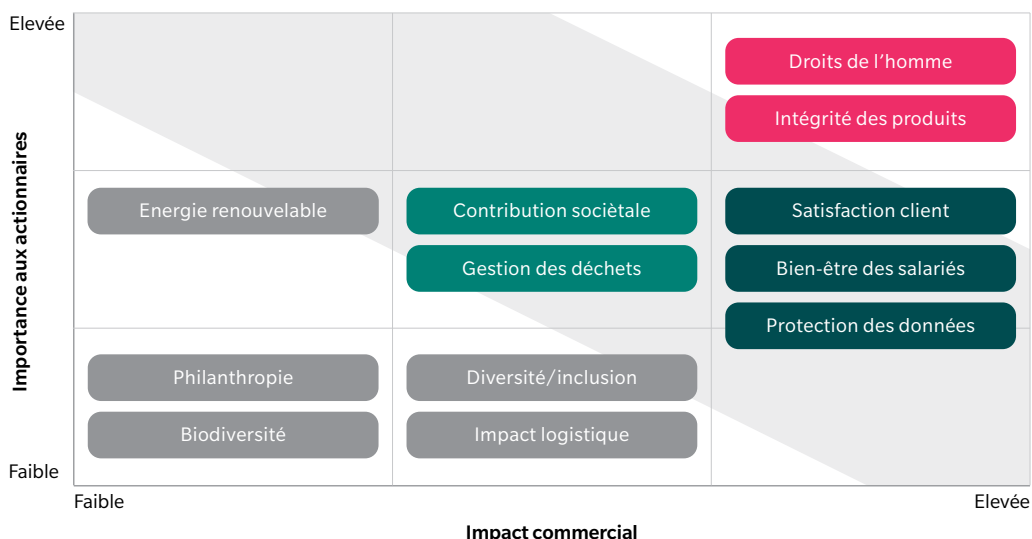 Elevée
Importance aux actionnaires
Droits de l'homme
Intégrité des produits
Energie renouvelable
Contribution socìètale
Satisfaction client
Gestion des déchets
Bien-être des salariés
Protection des données
Philanthropie
Diversité/inclusion
Biodiversité
Impact logistique
Faible
Faible
Elevée
Impact commercial